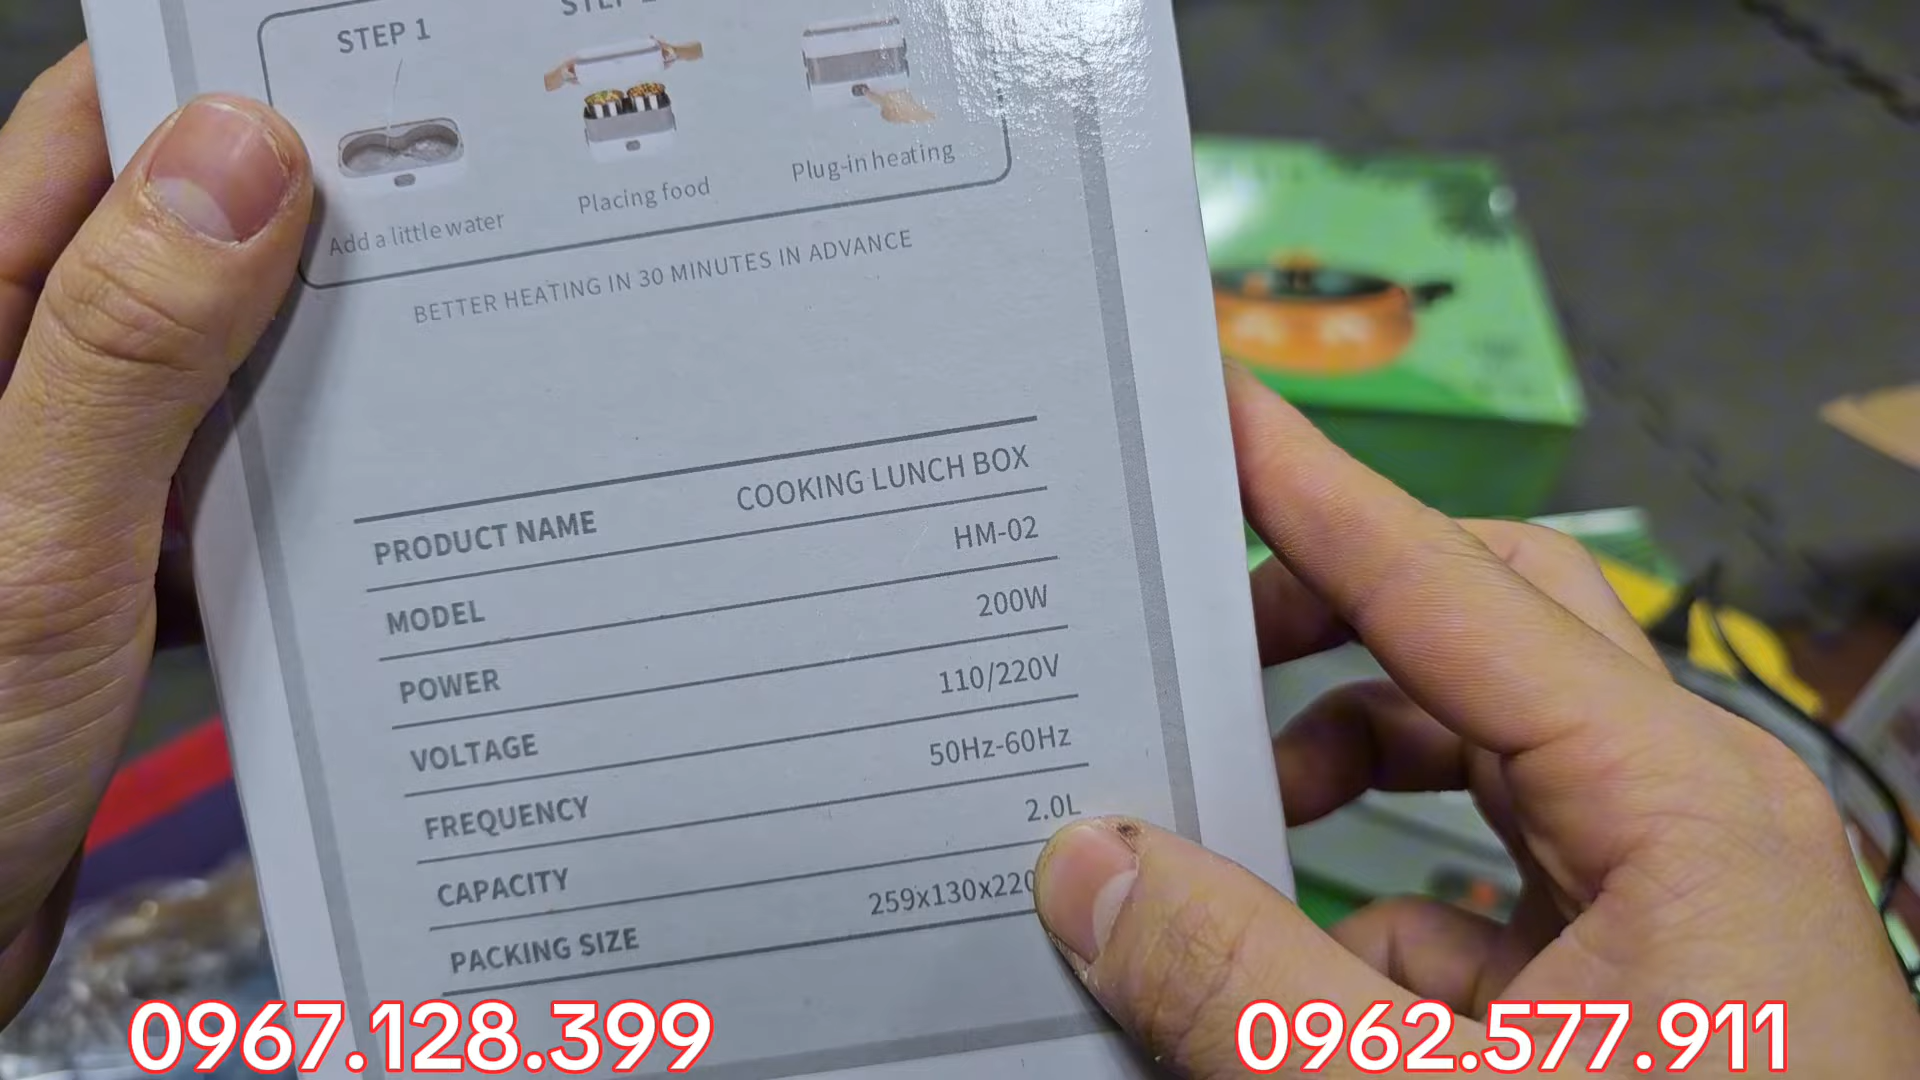 STEP 1
Add a little water
Placing food
Plug-in heating
BETTER HEATING IN 30 MINUTES IN ADVANCE
PRODUCT NAME COOKING LUNCH BOX
MODEL HM-02
POWER 200W
VOLTAGE 110/220V
FREQUENCY 50Hz-60Hz
CAPACITY 2.0L
PACKING SIZE 259x130x220
0967.128.399
0962.577.911